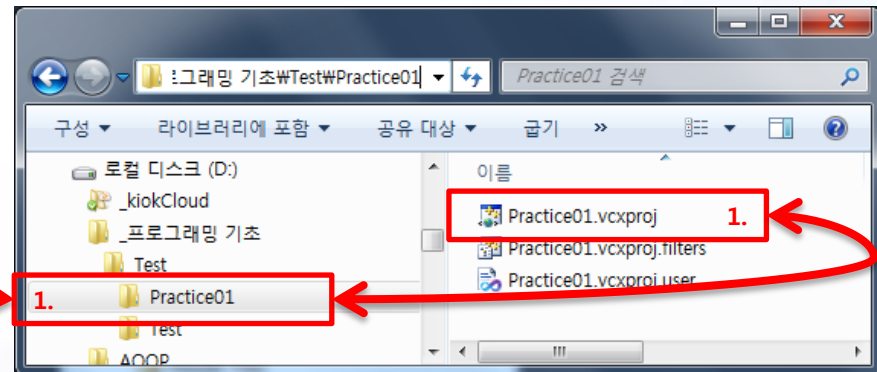 그래밍 기초₩Test₩Practice01
Practice01 검색
구성 라이브러리에 포함 공유 대상 굽기 »
로컬 디스크 (D:)
_kiokCloud
_프로그래밍 기초
Test
1. Practice01
Test
AOOP
이름
Practice01.vcxproj 1.
Practice01.vcxproj.filters
Practice01.vcxproj.user